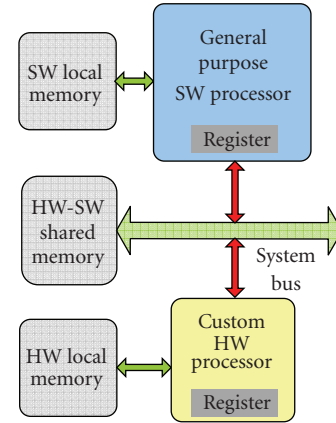 General
purpose
SW processor
Register
SW local
memory
HW-SW
shared
memory
System
bus
Custom
HW
processor
Register
HW local
memory